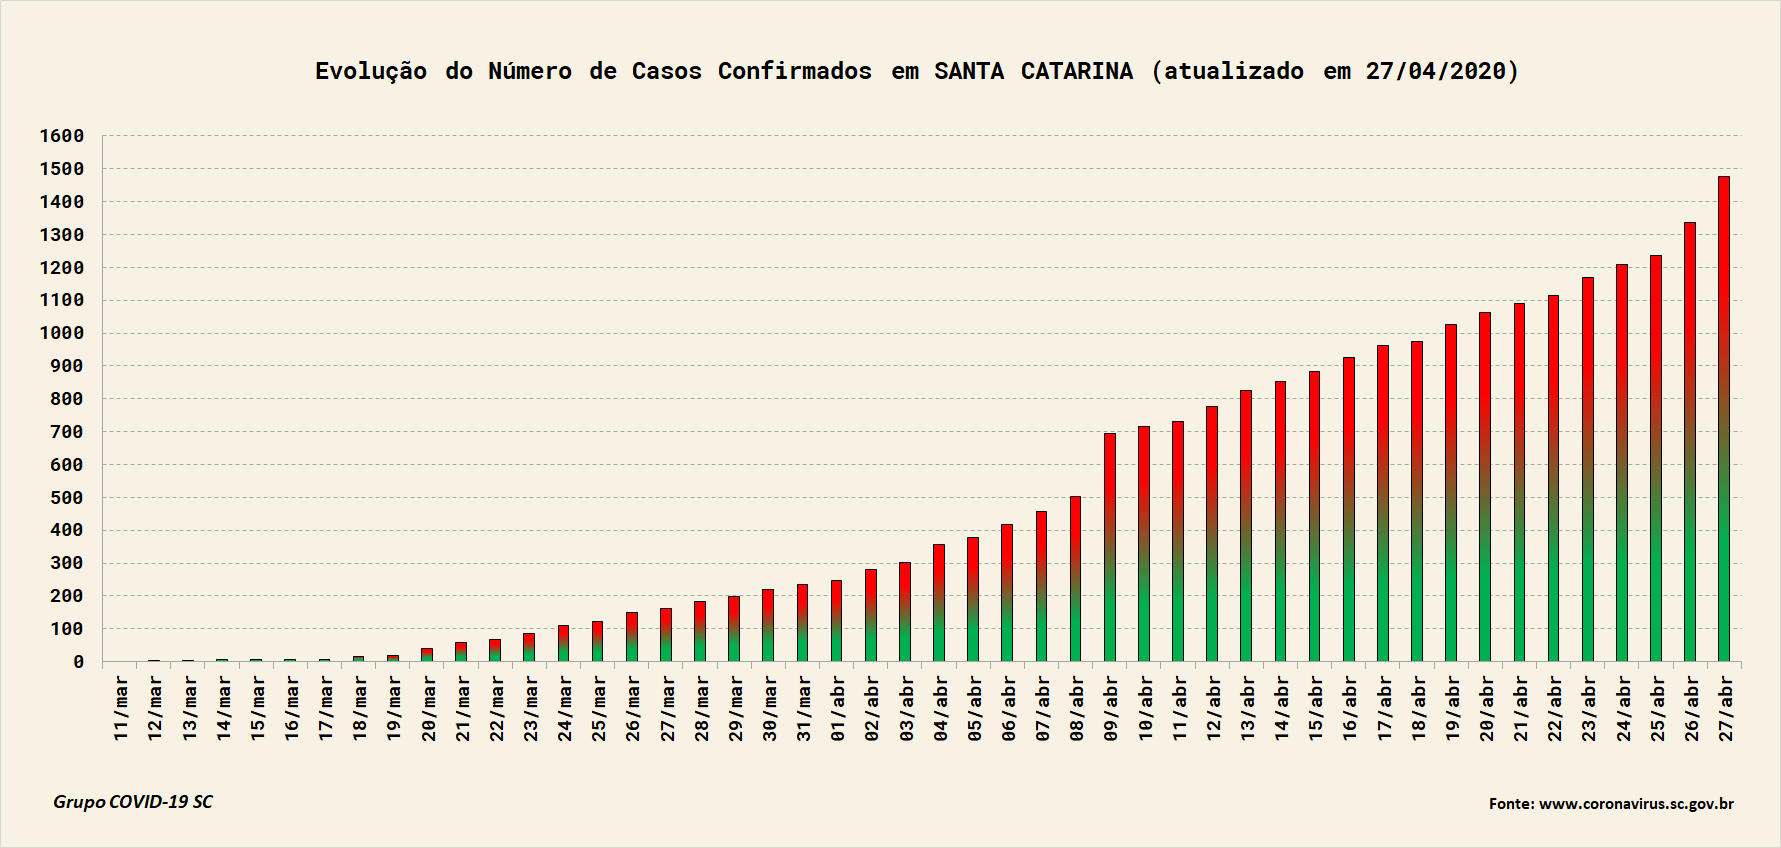 Evolução do Número de Casos Confirmados em SANTA CATARINA (atualizado em 27/04/2020)
1600
1500
1400
1300
1200
1100
1000
900
800
700
600
500
400
300
200
100
0
11/mar
12/mar
13/mar
14/mar
15/mar
16/mar
17/mar
18/mar
19/mar
20/mar
21/mar
22/mar
23/mar
24/mar
25/mar
26/mar
27/mar
28/mar
29/mar
30/mar
31/mar
01/abr
02/abr
03/abr
04/abr
05/abr
06/abr
07/abr
08/abr
09/abr
10/abr
11/abr
12/abr
13/abr
14/abr
15/abr
16/abr
17/abr
18/abr
19/abr
20/abr
21/abr
22/abr
23/abr
24/abr
25/abr
26/abr
27/abr
Grupo COVID-19 SC
Fonte: www.coronavirus.sc.gov.br